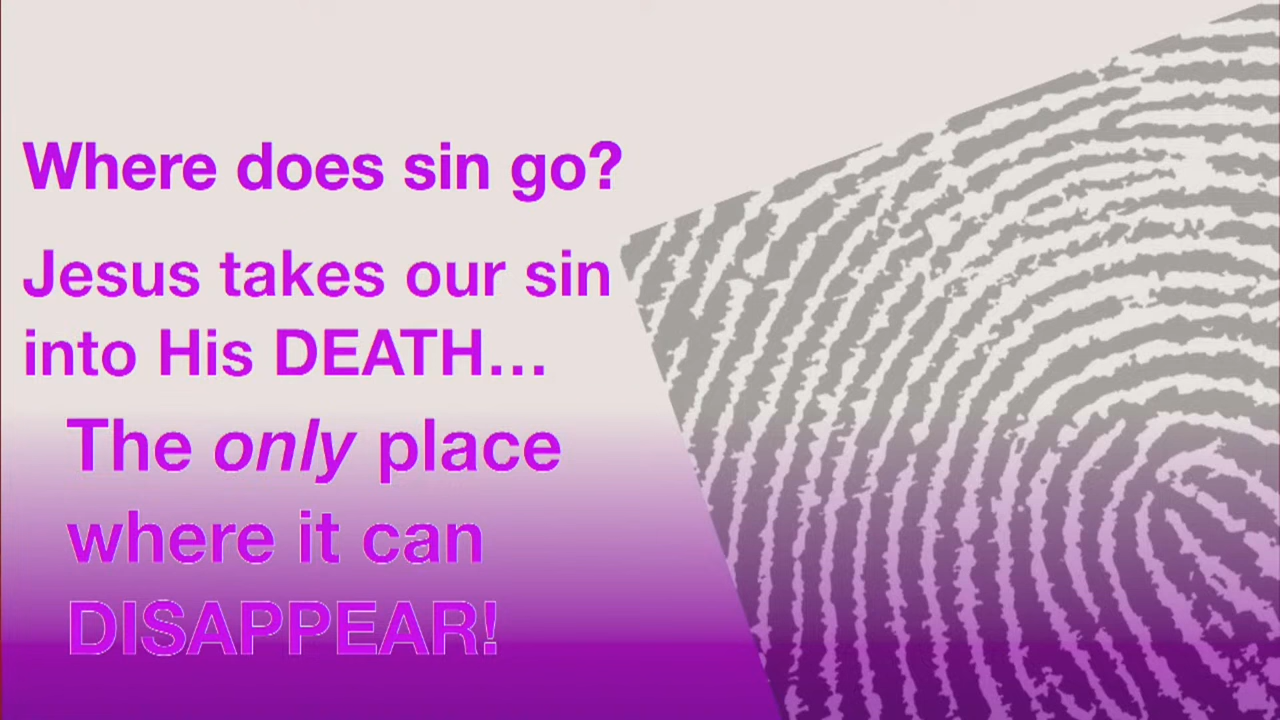 Where does sin go?
Jesus takes our sin
into His DEATH...
The only place
where it can
DISAPPEAR!